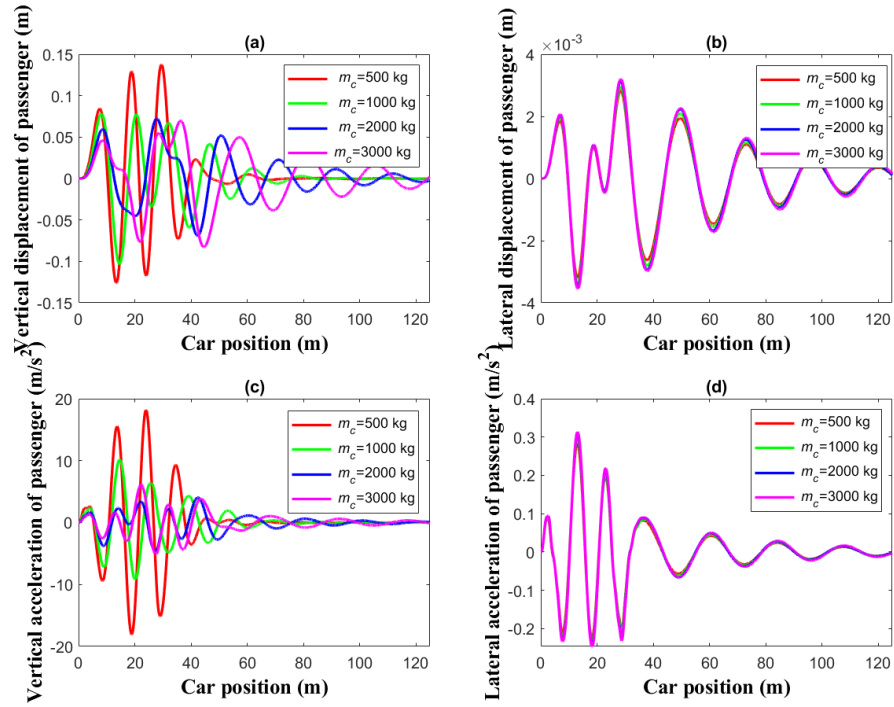 (a)
Vertical displacement of passenger (m)
0.15
0.1
0.05
0
-0.05
-0.1
-0.15
m_c=500 kg
m_c=1000 kg
m_c=2000 kg
m_c=3000 kg
0 20 40 60 80 100 120
Car position (m)
(b)
×10⁻³
Lateral displacement of passenger (m)
4
2
0
-2
-4
m_c=500 kg
m_c=1000 kg
m_c=2000 kg
m_c=3000 kg
0 20 40 60 80 100 120
Car position (m)
(c)
Vertical acceleration of passenger (m/s²)
20
10
0
-10
-20
m_c=500 kg
m_c=1000 kg
m_c=2000 kg
m_c=3000 kg
0 20 40 60 80 100 120
Car position (m)
(d)
Lateral acceleration of passenger (m/s²)
0.4
0.3
0.2
0.1
0
-0.1
-0.2
m_c=500 kg
m_c=1000 kg
m_c=2000 kg
m_c=3000 kg
0 20 40 60 80 100 120
Car position (m)